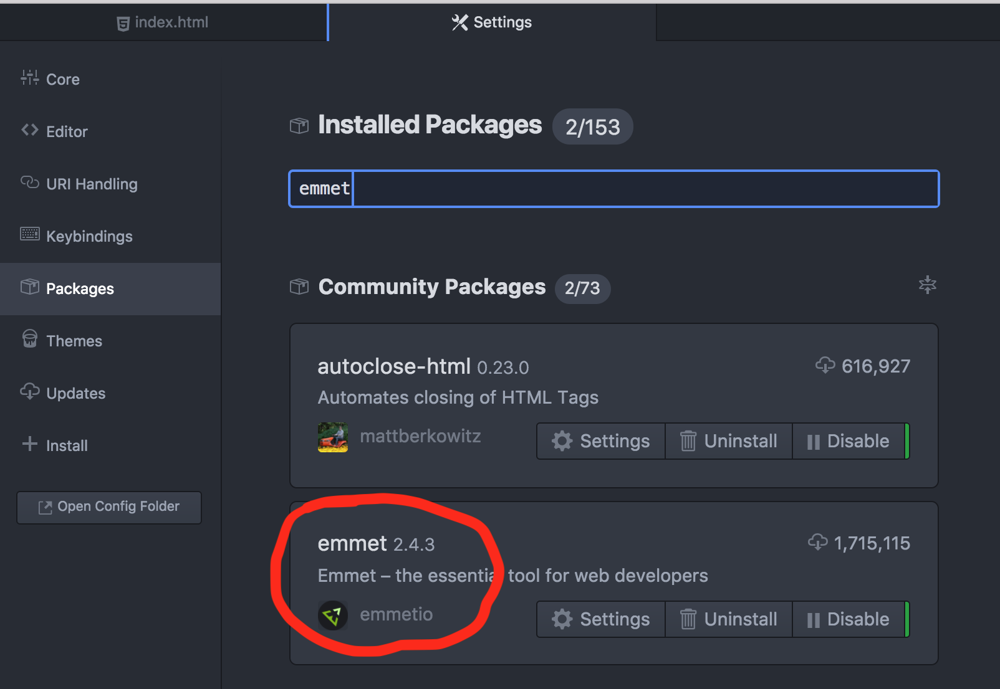 index.html
Settings
Core
Editor
URI Handling
Keybindings
Packages
Themes
Updates
Install
Open Config Folder
Installed Packages 2/153
emmet
Community Packages 2/73
autoclose-html 0.23.0 616,927
Automates closing of HTML Tags
mattberkowitz Settings Uninstall Disable
emmet 2.4.3 1,715,115
Emmet – the essential tool for web developers
emmetio Settings Uninstall Disable